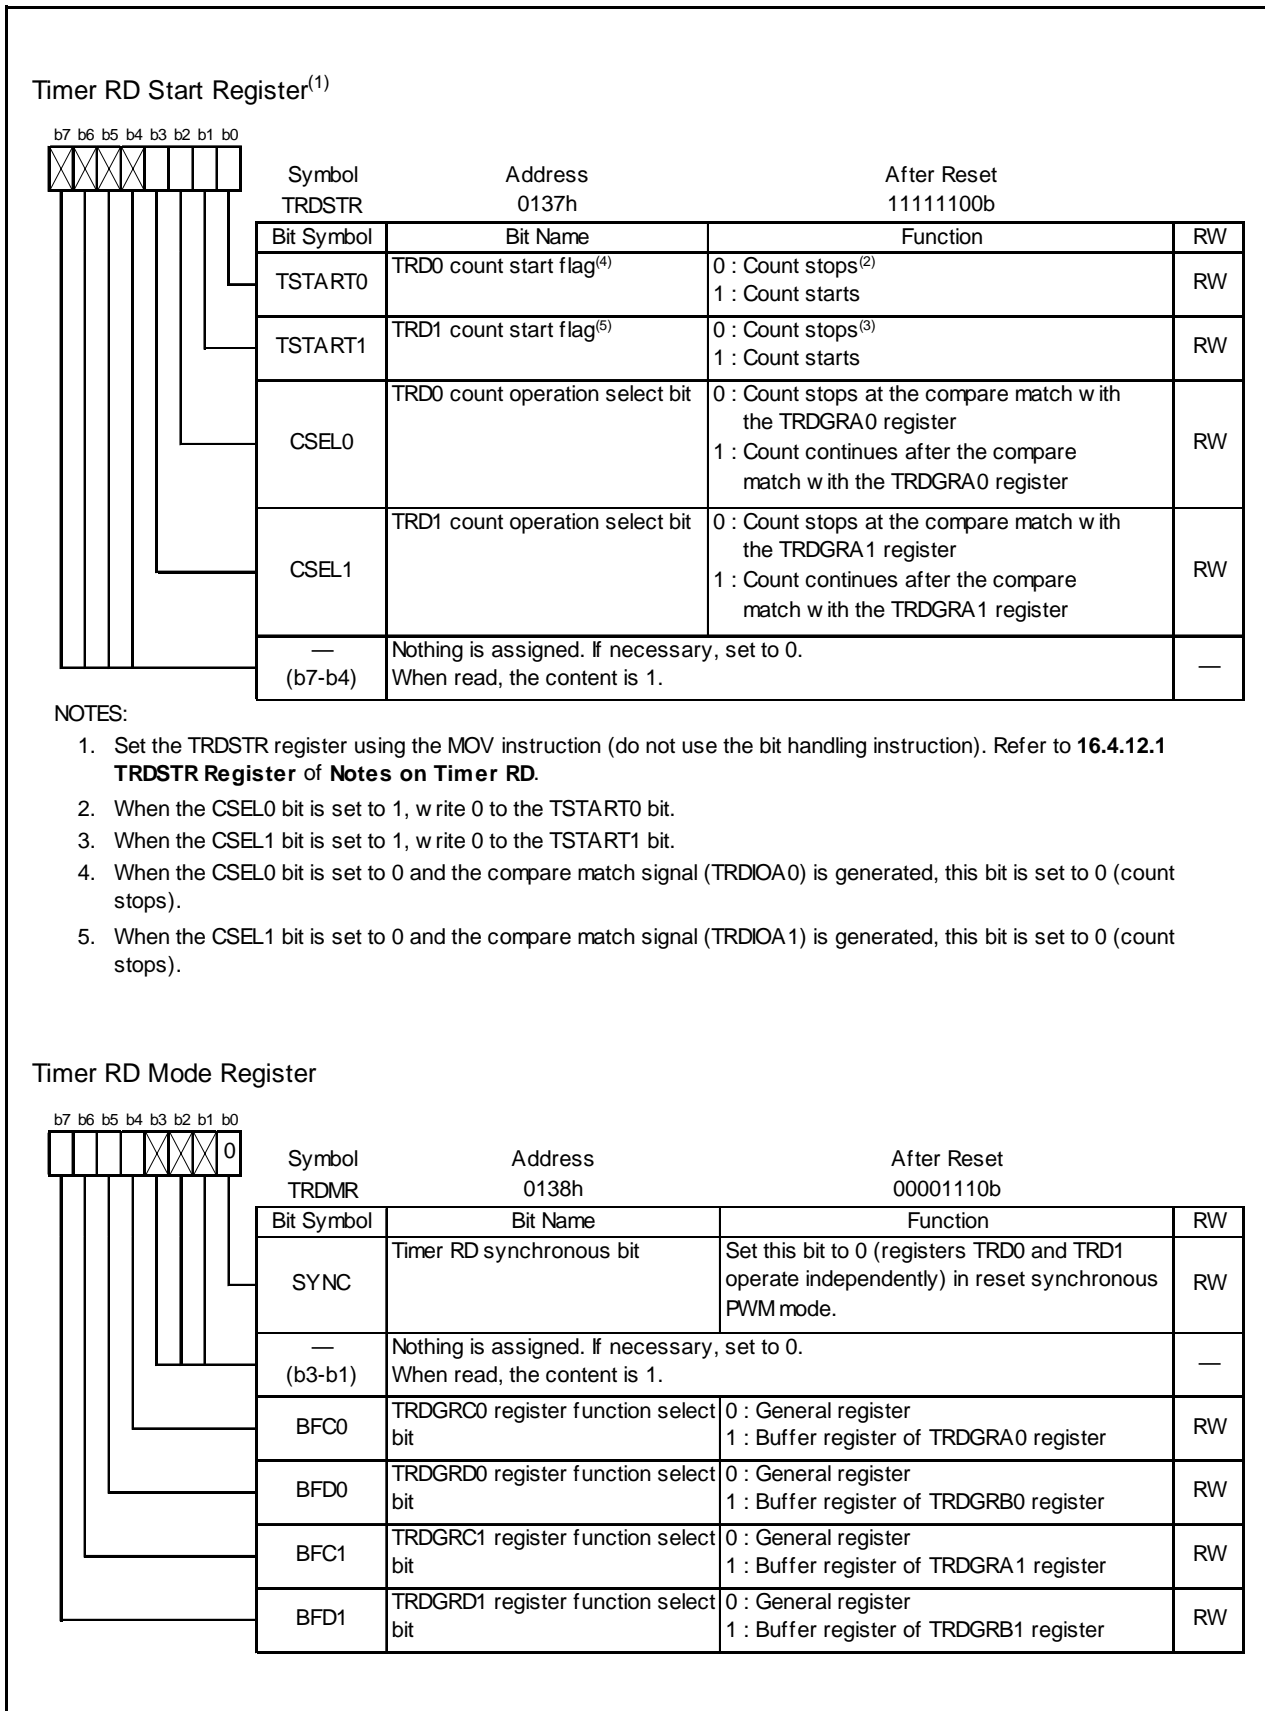 Timer RD Start Register(1)
b7 b6 b5 b4 b3 b2 b1 b0
Symbol Address After Reset
TRDSTR 0137h 11111100b
Bit Symbol Bit Name Function RW
TSTART0 TRD0 count start flag(4) 0 : Count stops(2) RW
1 : Count starts
TSTART1 TRD1 count start flag(5) 0 : Count stops(3) RW
1 : Count starts
CSEL0 TRD0 count operation select bit 0 : Count stops at the compare match with RW
the TRDGRA0 register
1 : Count continues after the compare
match with the TRDGRA0 register
CSEL1 TRD1 count operation select bit 0 : Count stops at the compare match with RW
the TRDGRA1 register
1 : Count continues after the compare
match with the TRDGRA1 register
— Nothing is assigned. If necessary, set to 0. —
(b7-b4) When read, the content is 1.
NOTES:
1. Set the TRDSTR register using the MOV instruction (do not use the bit handling instruction). Refer to 16.4.12.1
TRDSTR Register of Notes on Timer RD.
2. When the CSEL0 bit is set to 1, write 0 to the TSTART0 bit.
3. When the CSEL1 bit is set to 1, write 0 to the TSTART1 bit.
4. When the CSEL0 bit is set to 0 and the compare match signal (TRDIOA0) is generated, this bit is set to 0 (count
stops).
5. When the CSEL1 bit is set to 0 and the compare match signal (TRDIOA1) is generated, this bit is set to 0 (count
stops).
Timer RD Mode Register
b7 b6 b5 b4 b3 b2 b1 b0
0
Symbol Address After Reset
TRDMR 0138h 00001110b
Bit Symbol Bit Name Function RW
SYNC Timer RD synchronous bit Set this bit to 0 (registers TRD0 and TRD1 RW
operate independently) in reset synchronous
PWM mode.
— Nothing is assigned. If necessary, set to 0. —
(b3-b1) When read, the content is 1.
BFC0 TRDGRC0 register function select 0 : General register RW
bit 1 : Buffer register of TRDGRA0 register
BFD0 TRDGRD0 register function select 0 : General register RW
bit 1 : Buffer register of TRDGRB0 register
BFC1 TRDGRC1 register function select 0 : General register RW
bit 1 : Buffer register of TRDGRA1 register
BFD1 TRDGRD1 register function select 0 : General register RW
bit 1 : Buffer register of TRDGRB1 register